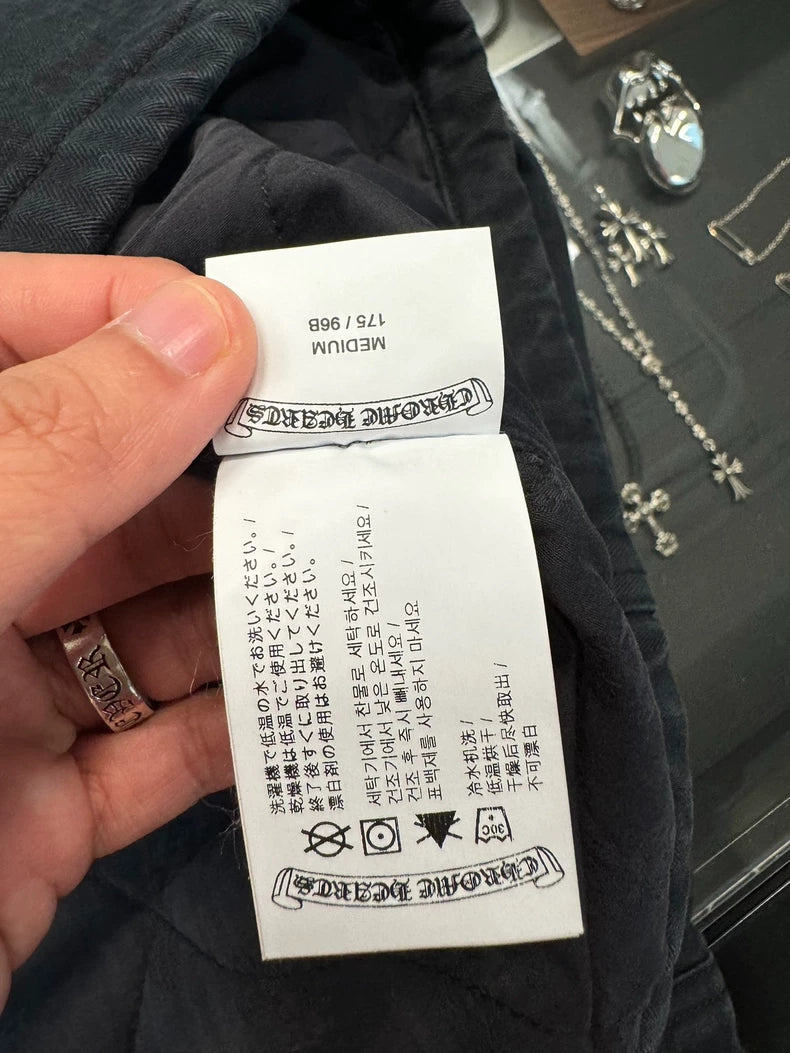 CHROME HEARTS
MEDIUM
175 / 96B
CHROME HEARTS
30C
洗濯機で低温の水でお洗いください。/
乾燥機は低温でご使用ください。/
終了後すぐに取り出してください。/
漂白剤の使用はお避けください。
세탁기에서 찬물로 세탁하세요 /
건조기에서 낮은 온도로 건조시키세요 /
건조 후 즉시 빼내세요 /
표백제를 사용하지 마세요
冷水机洗 /
低温烘干 /
干燥后尽快取出 /
不可漂白